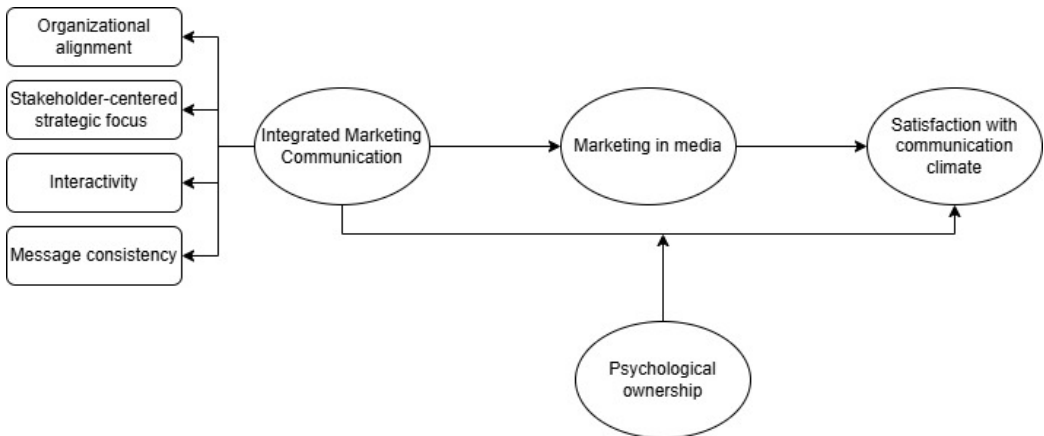 Organizational
alignment
Stakeholder-centered
strategic focus
Interactivity
Message consistency
Integrated Marketing
Communication
Marketing in media
Satisfaction with
communication
climate
Psychological
ownership